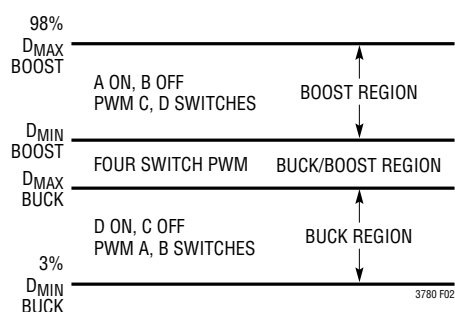 98%
DMAX
BOOST
A ON, B OFF
PWM C, D SWITCHES
BOOST REGION
DMIN
BOOST
FOUR SWITCH PWM
BUCK/BOOST REGION
DMAX
BUCK
D ON, C OFF
PWM A, B SWITCHES
BUCK REGION
3%
DMIN
BUCK
3780 F02